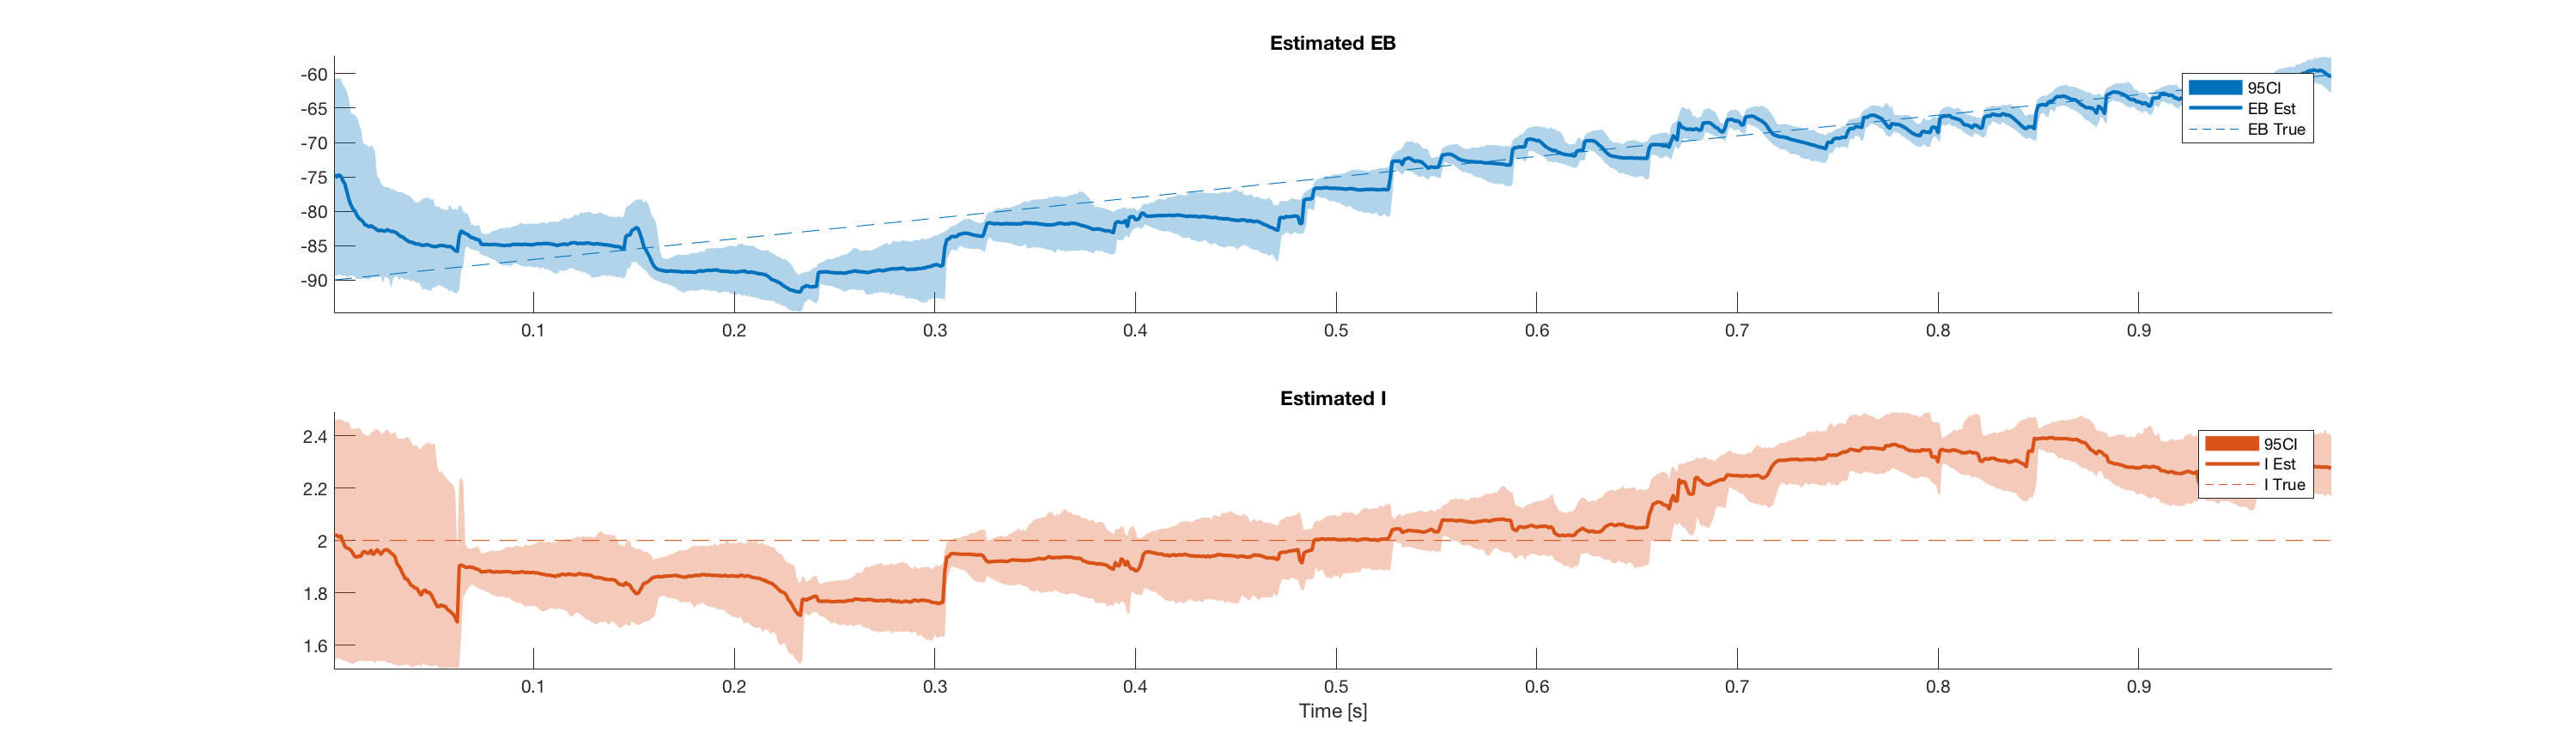 Estimated EB
-60
-65
-70
-75
-80
-85
-90
95CI
EB Est
EB True
0.1 0.2 0.3 0.4 0.5 0.6 0.7 0.8 0.9
Estimated I
2.4
2.2
2
1.8
1.6
95CI
I Est
I True
0.1 0.2 0.3 0.4 0.5 0.6 0.7 0.8 0.9
Time [s]